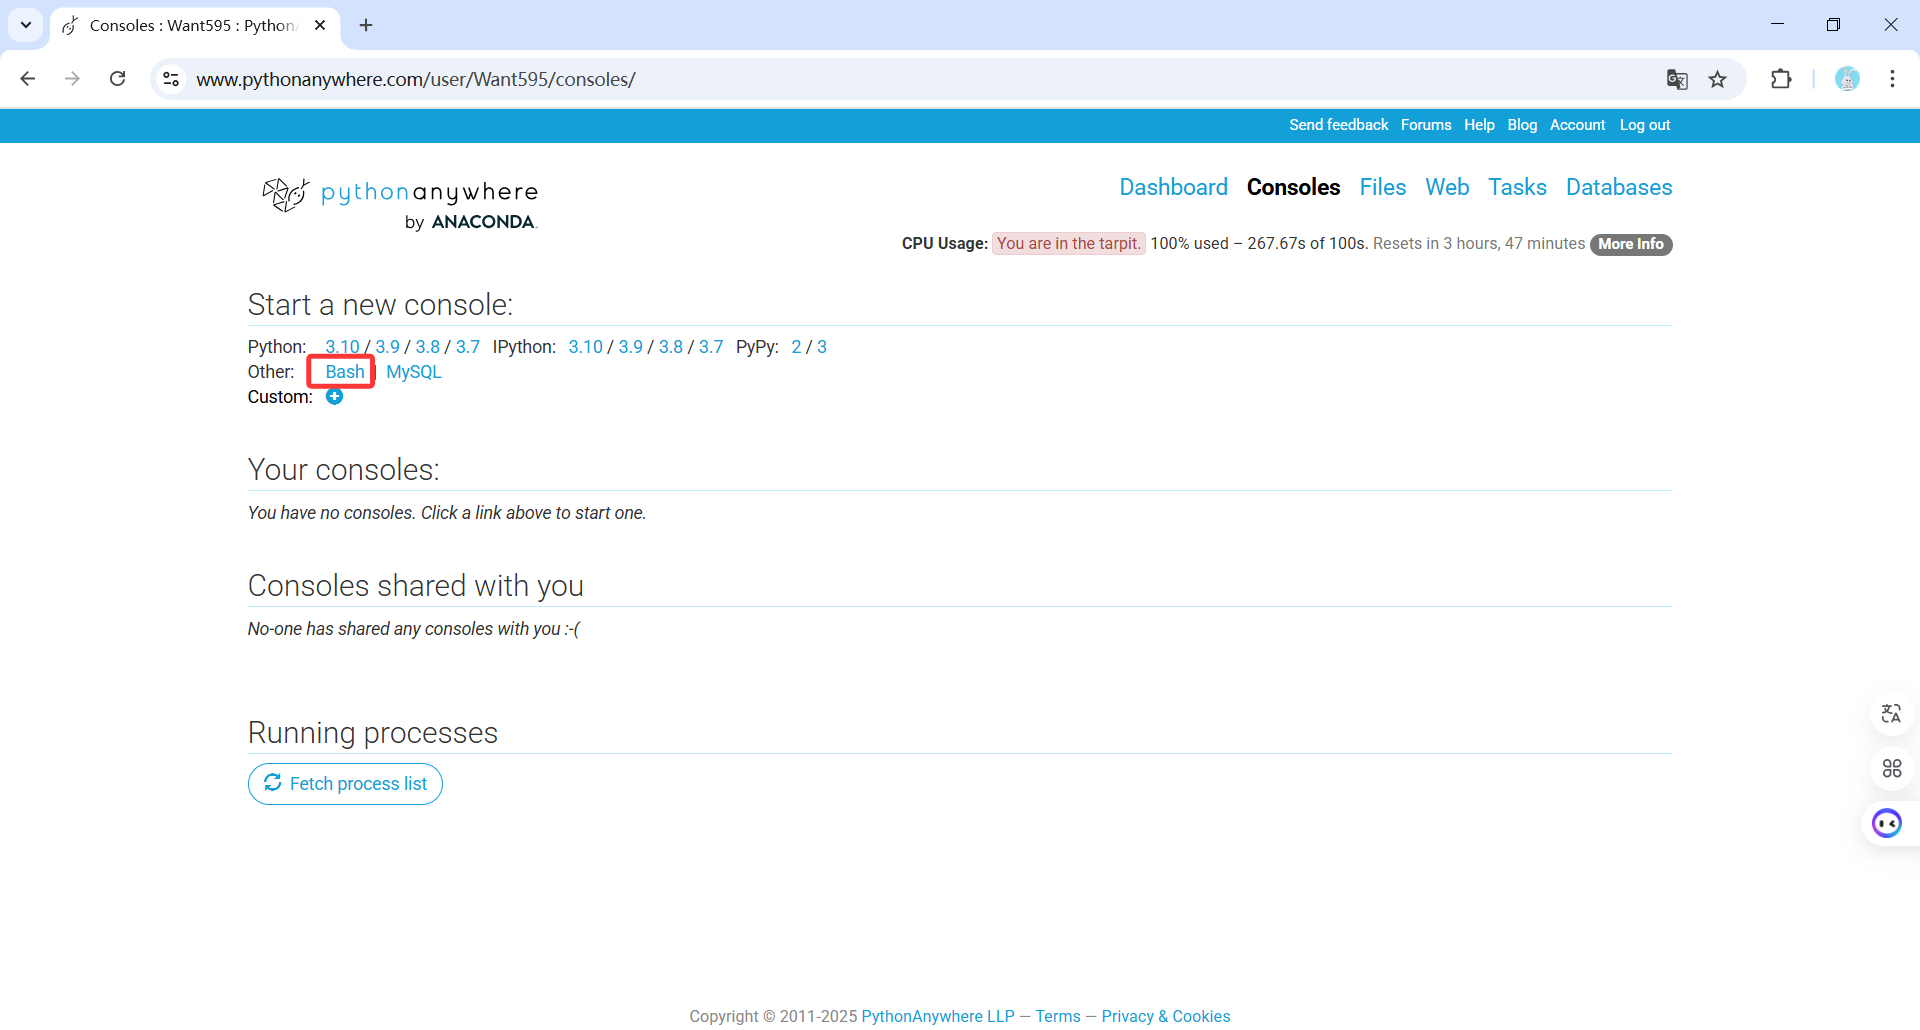 Consoles : Want595 : Python
www.pythonanywhere.com/user/Want595/consoles/
Send feedback Forums Help Blog Account Log out
pythonanywhere
by ANACONDA.
Dashboard Consoles Files Web Tasks Databases
CPU Usage: You are in the tarpit. 100% used – 267.67s of 100s. Resets in 3 hours, 47 minutes More Info
Start a new console:
Python: 3.10 / 3.9 / 3.8 / 3.7 IPython: 3.10 / 3.9 / 3.8 / 3.7 PyPy: 2 / 3
Other: Bash | MySQL
Custom:
Your consoles:
You have no consoles. Click a link above to start one.
Consoles shared with you
No-one has shared any consoles with you :-(
Running processes
Fetch process list
Copyright © 2011-2025 PythonAnywhere LLP — Terms — Privacy & Cookies